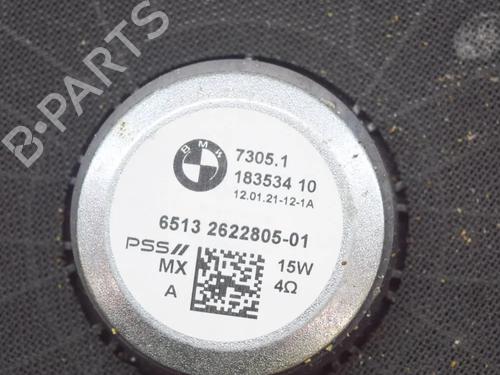 B-PARTS
BMW
7305.1
183534 10
12.01.21-12-1A
6513 2622805-01
PSS//
MX
15W
A
4Ω